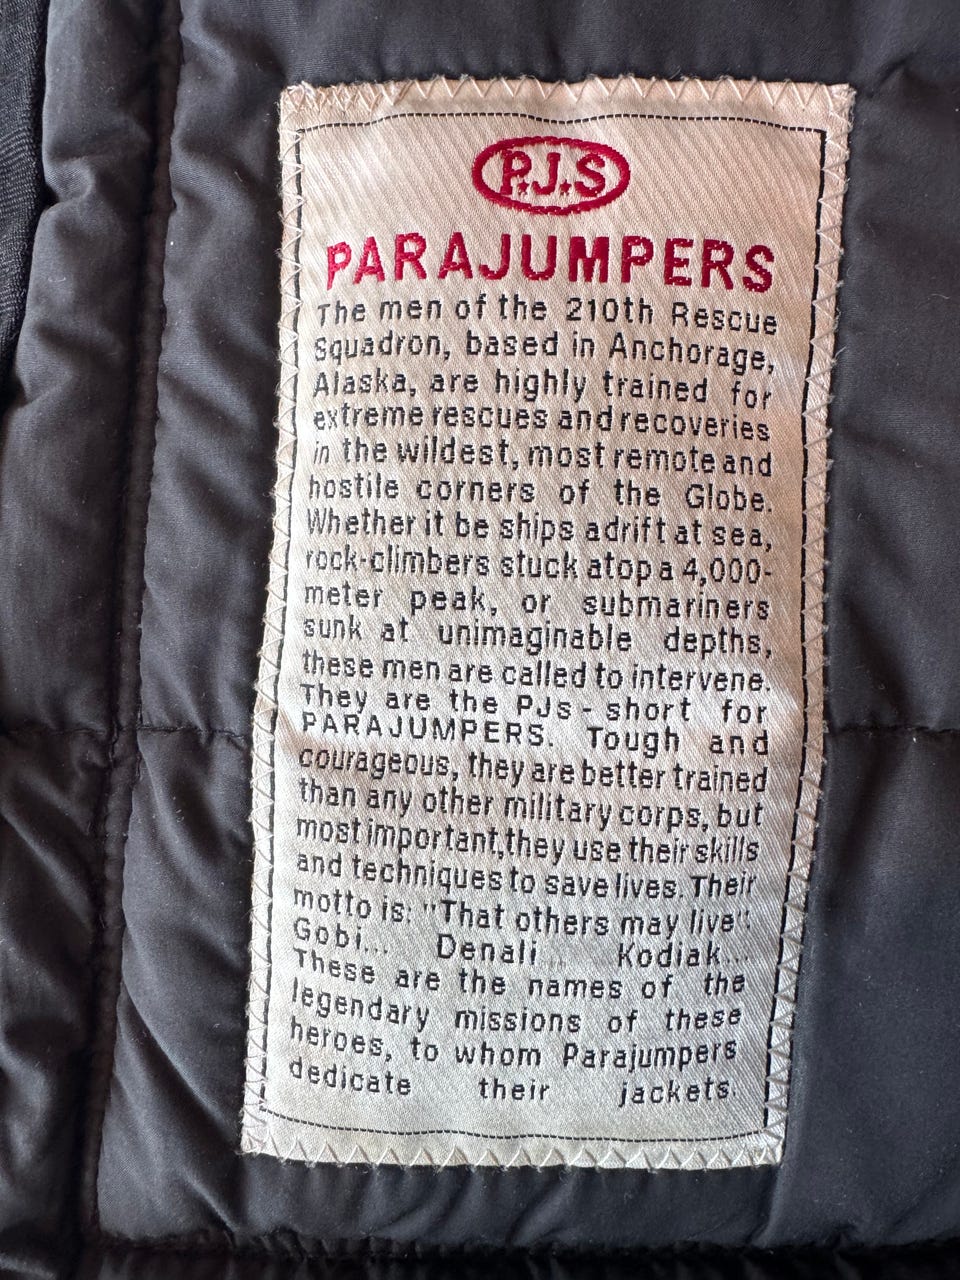 P.J.S
PARAJUMPERS
The men of the 210th Rescue
Squadron, based in Anchorage,
Alaska, are highly trained for
extreme rescues and recoveries
in the wildest, most remote and
hostile corners of the Globe.
Whether it be ships adrift at sea,
rock-climbers stuck atop a 4,000-
meter peak, or submariners
sunk at unimaginable depths,
these men are called to intervene.
They are the PJs - short for
PARAJUMPERS. Tough and
courageous, they are better trained
than any other military corps, but
most important,they use their skills
and techniques to save lives. Their
motto is: "That others may live".
Gobi... Denali... Kodiak...
These are the names of the
legendary missions of these
heroes, to whom Parajumpers
dedicate their jackets.